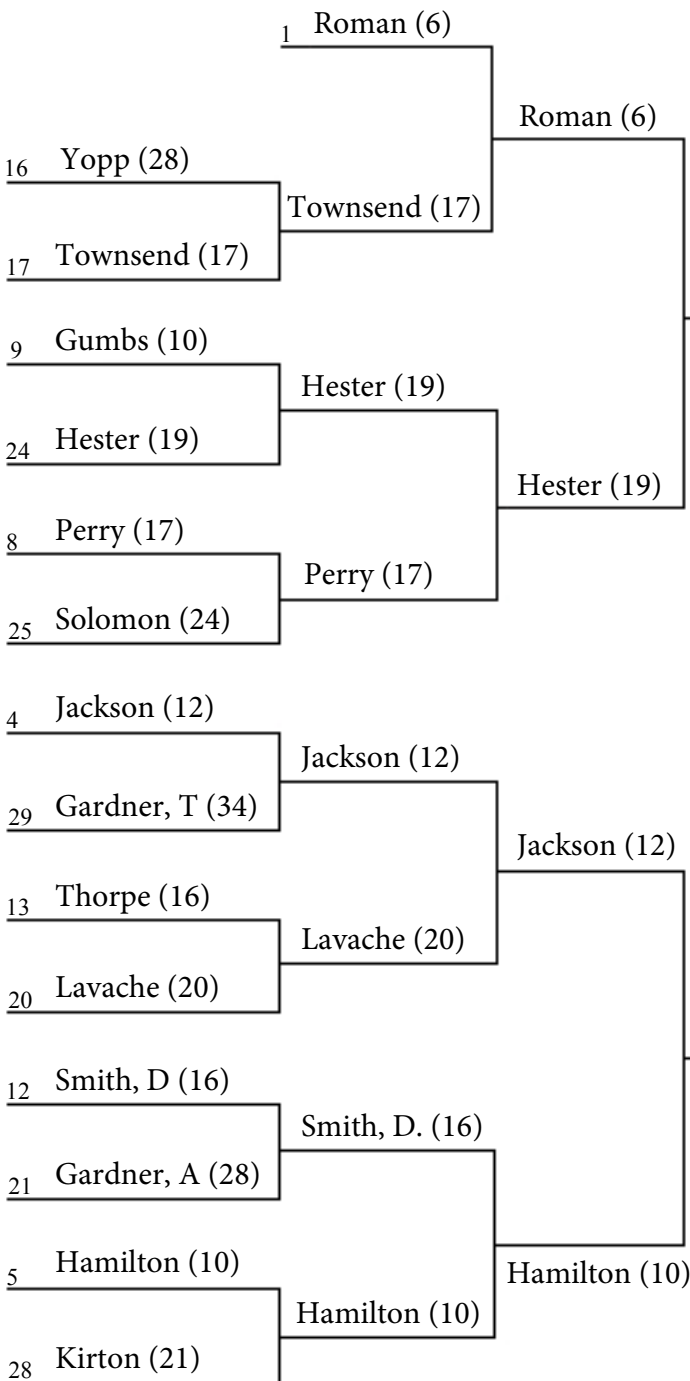 1 Roman (6)
Roman (6)
16 Yopp (28)
Townsend (17)
17 Townsend (17)
9 Gumbs (10)
Hester (19)
24 Hester (19)
Hester (19)
8 Perry (17)
Perry (17)
25 Solomon (24)
4 Jackson (12)
Jackson (12)
29 Gardner, T (34)
Jackson (12)
13 Thorpe (16)
Lavache (20)
20 Lavache (20)
12 Smith, D (16)
Smith, D. (16)
21 Gardner, A (28)
5 Hamilton (10)
Hamilton (10)
Hamilton (10)
28 Kirton (21)